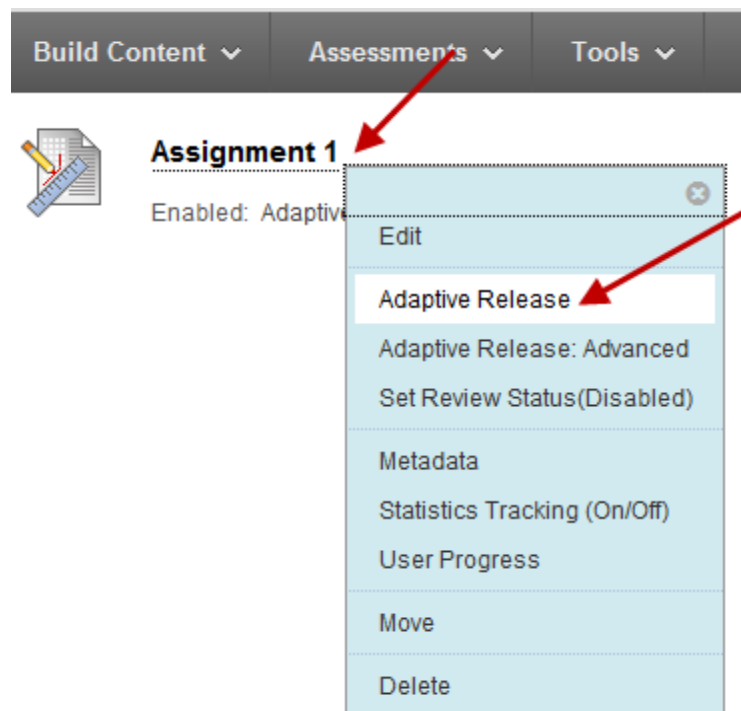 Build Content Assessments Tools
Assignment 1
Enabled: Adaptive
Edit
Adaptive Release
Adaptive Release: Advanced
Set Review Status(Disabled)
Metadata
Statistics Tracking (On/Off)
User Progress
Move
Delete